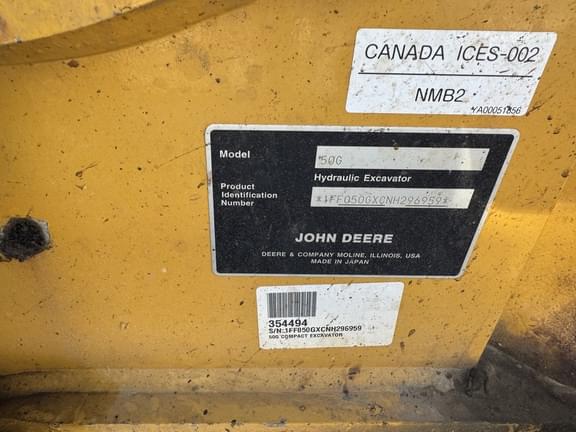 CANADA ICES-002
NMB2
YA00051856
Model
50G
Hydraulic Excavator
Product
Identification
Number
*1FF050GXCNH296959*
JOHN DEERE
DEERE & COMPANY MOLINE, ILLINOIS, USA
MADE IN JAPAN
354494
S/N:1FF050GXCNH296959
50G COMPACT EXCAVATOR